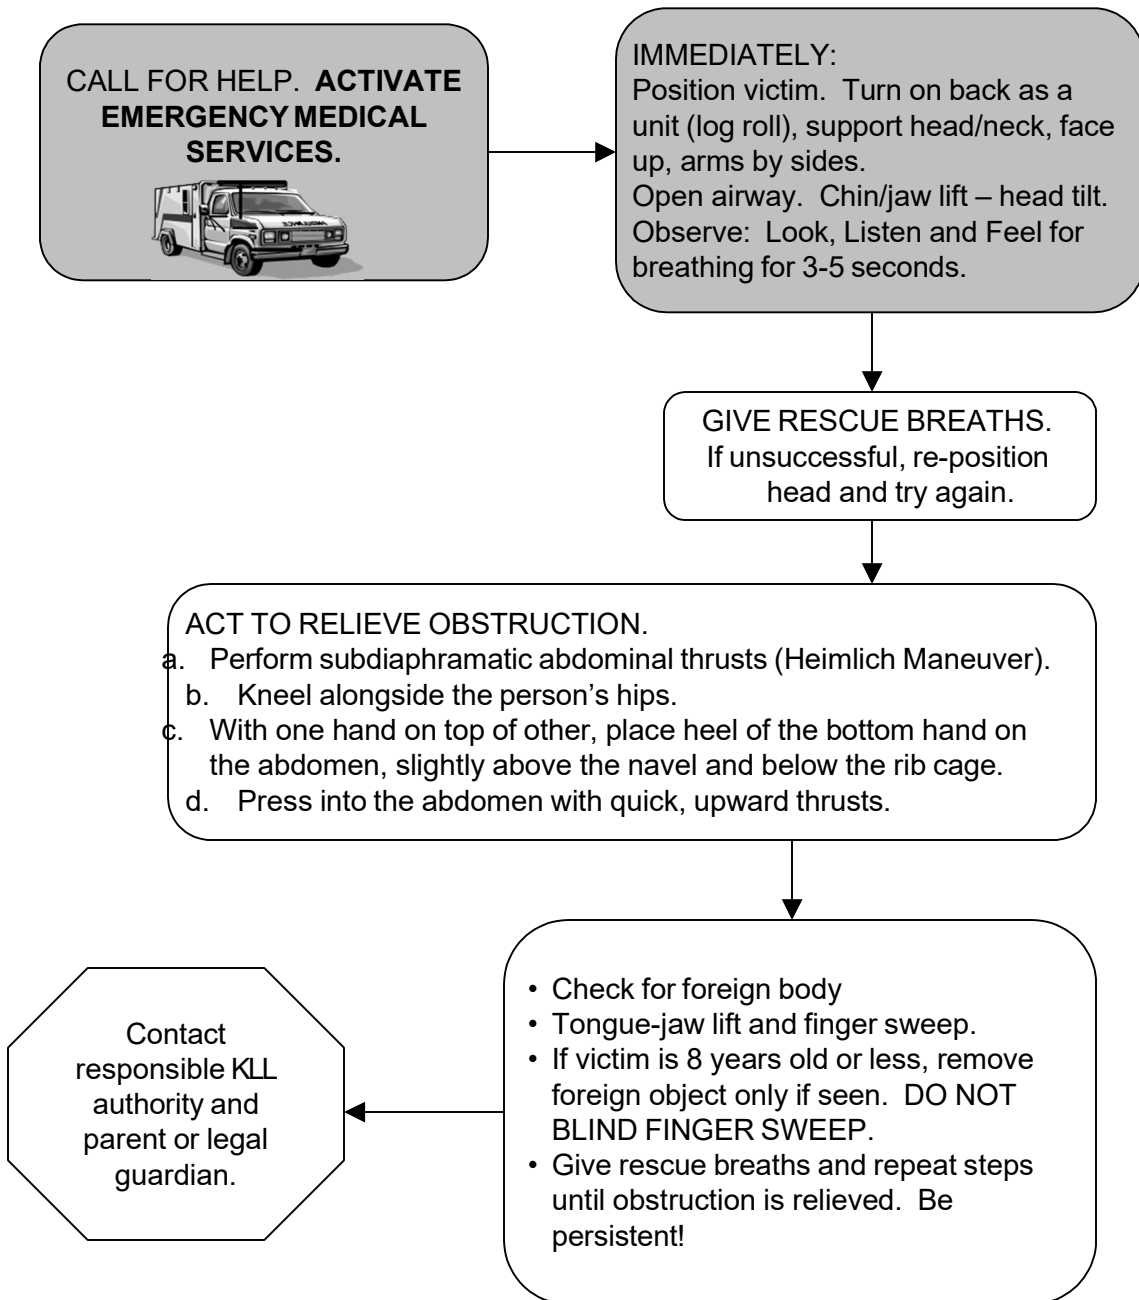 CALL FOR HELP.  ACTIVATE
EMERGENCY MEDICAL
SERVICES.
IMMEDIATELY:
Position victim.  Turn on back as a
unit (log roll), support head/neck, face
up, arms by sides.
Open airway.  Chin/jaw lift – head tilt.
Observe:  Look, Listen and Feel for
breathing for 3-5 seconds.
GIVE RESCUE BREATHS.
If unsuccessful, re-position
head and try again.
ACT TO RELIEVE OBSTRUCTION.
a. Perform subdiaphramatic abdominal thrusts (Heimlich Maneuver).
b. Kneel alongside the person's hips.
c. With one hand on top of other, place heel of the bottom hand on
the abdomen, slightly above the navel and below the rib cage.
d. Press into the abdomen with quick, upward thrusts.
• Check for foreign body
• Tongue-jaw lift and finger sweep.
• If victim is 8 years old or less, remove
foreign object only if seen.  DO NOT
BLIND FINGER SWEEP.
• Give rescue breaths and repeat steps
until obstruction is relieved.  Be
persistent!
Contact
responsible KLL
authority and
parent or legal
guardian.